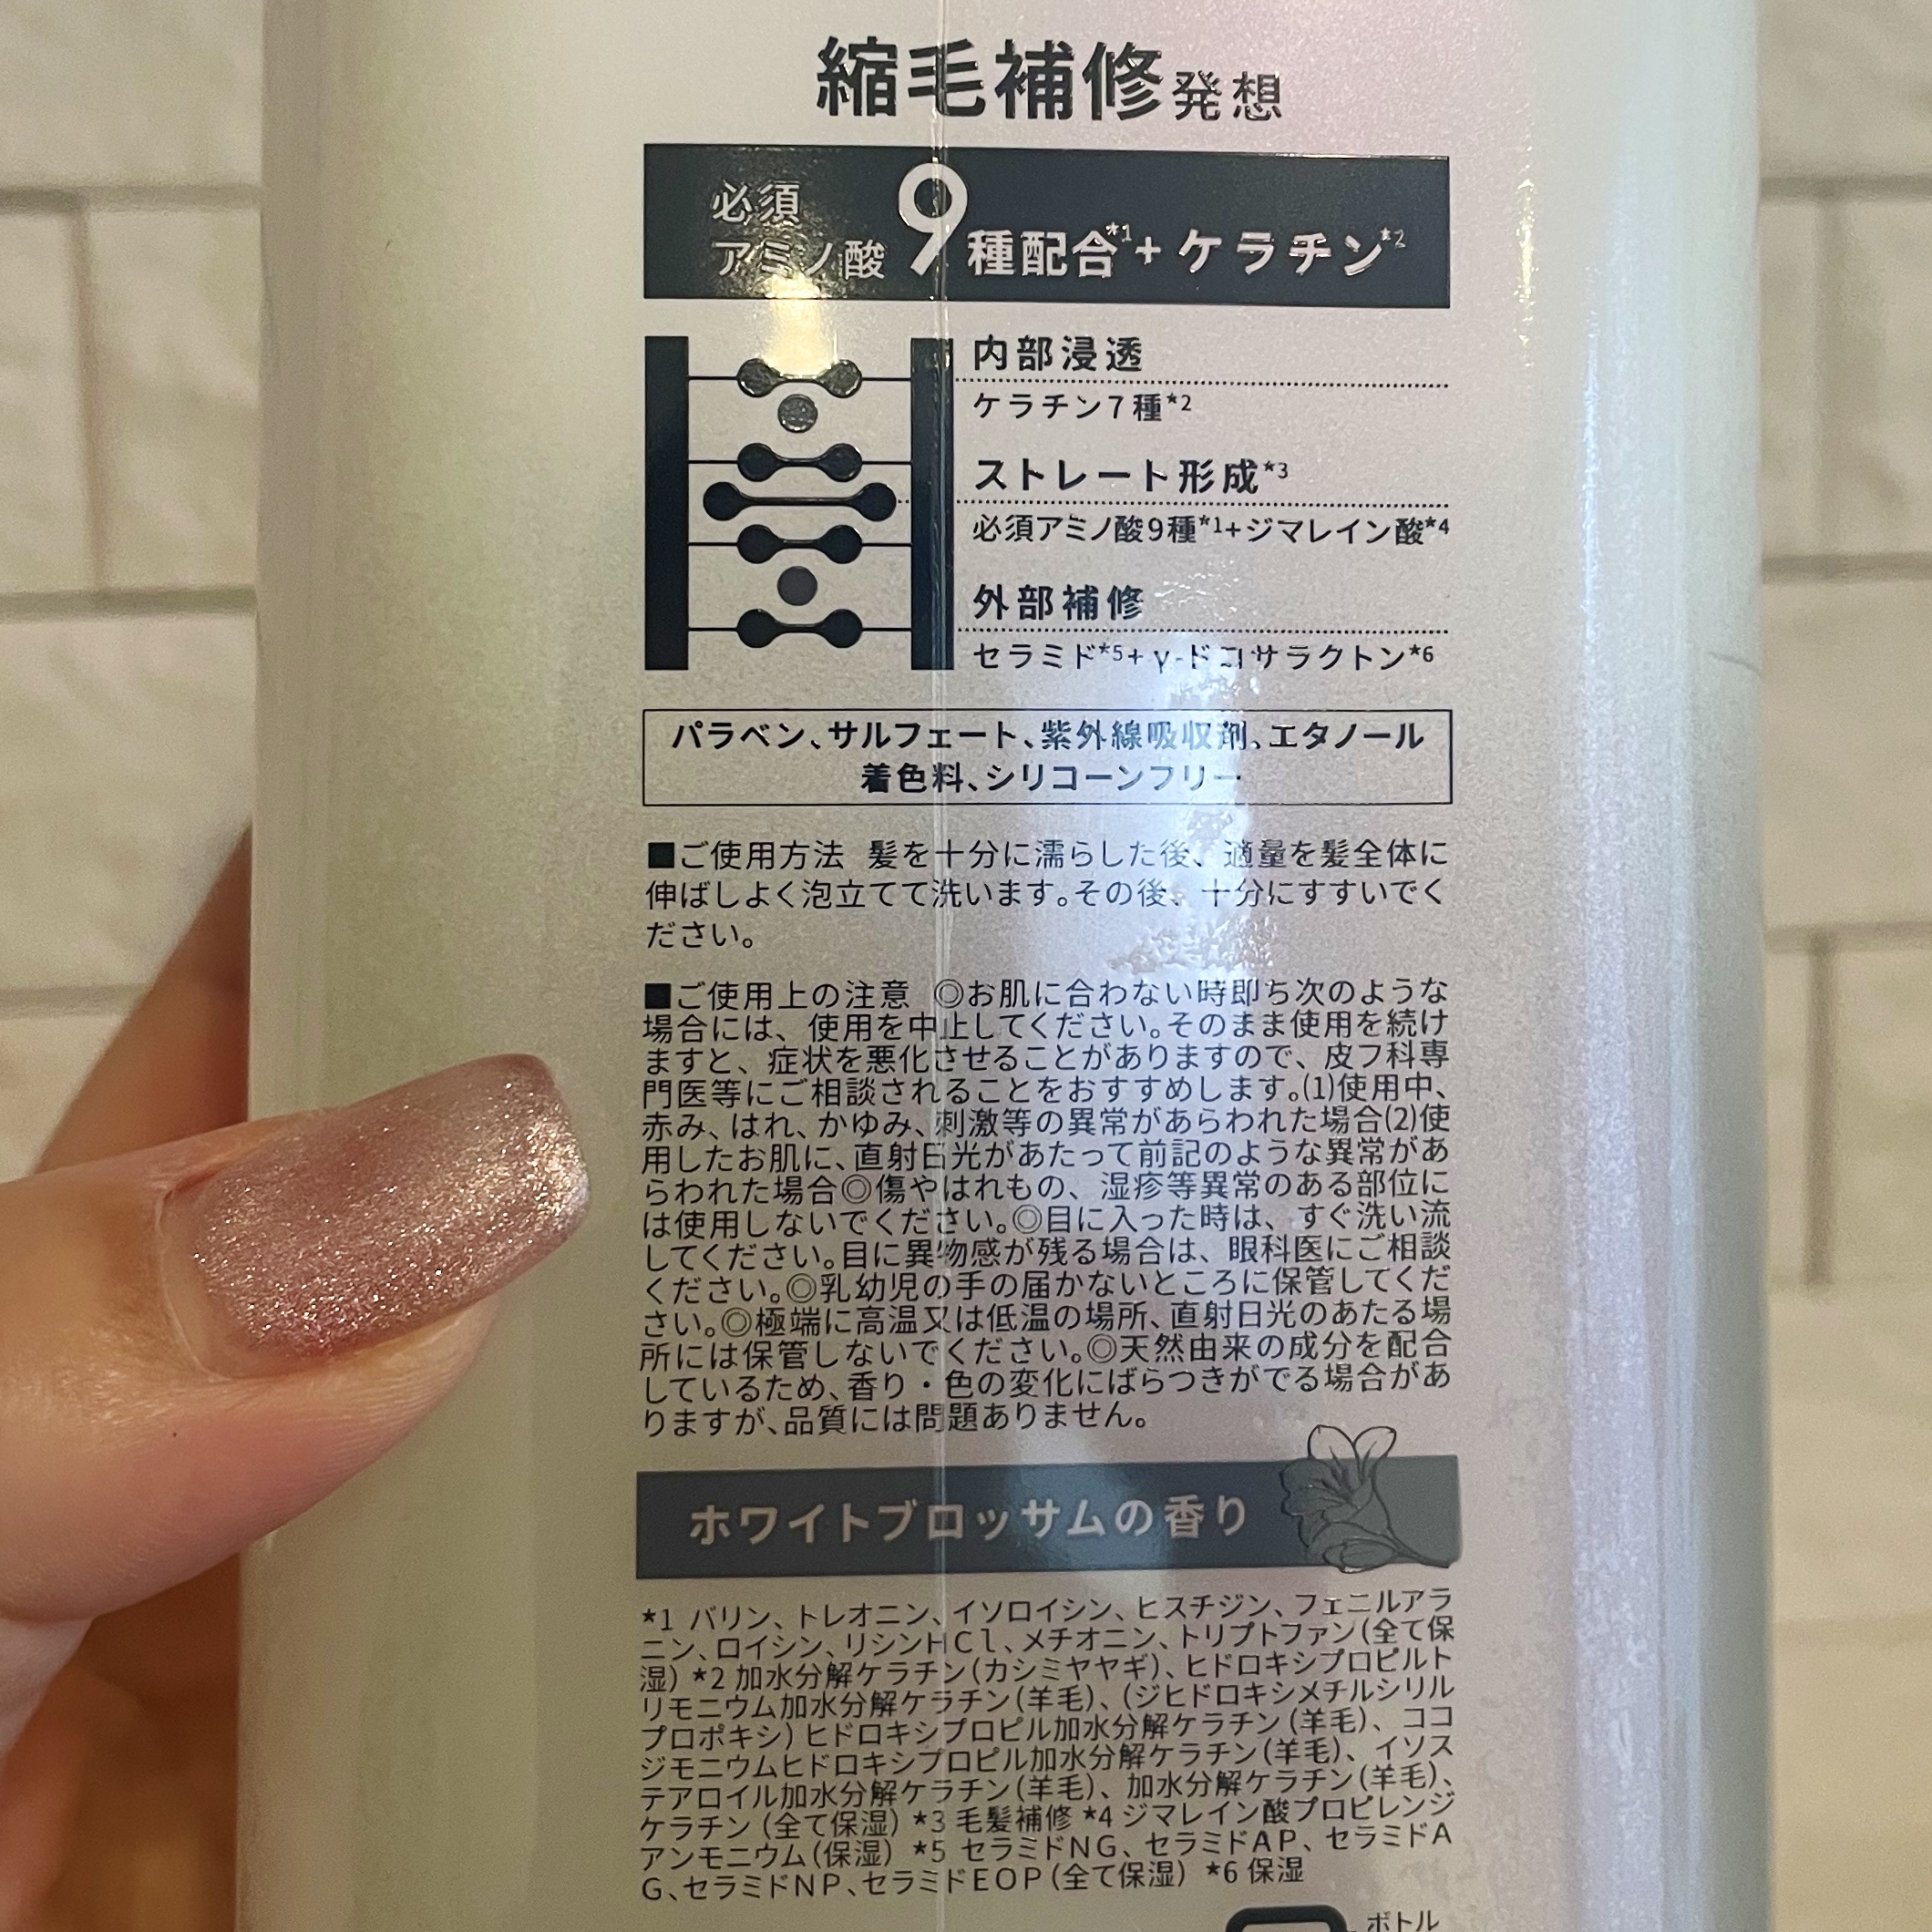 縮毛補修発想
必須
アミノ酸 9種配合*1+ケラチン*2
内部浸透
ケラチン7種*2
ストレート形成*3
必須アミノ酸9種*1+ジマレイン酸*4
外部補修
セラミド*5+γ-ドコサラクトン*6
パラベン、サルフェート、紫外線吸収剤、エタノール
着色料、シリコーンフリー
■ご使用方法 髪を十分に濡らした後、適量を髪全体に
伸ばしよく泡立てて洗います。その後、十分にすすいでく
ださい。
■ご使用上の注意 ◎お肌に合わない時即ち次のような
場合には、使用を中止してください。そのまま使用を続け
ますと、症状を悪化させることがありますので、皮フ科専
門医等にご相談されることをおすすめします。(1)使用中、
赤み、はれ、かゆみ、刺激等の異常があらわれた場合(2)使
用したお肌に、直射日光があたって前記のような異常があ
らわれた場合◎傷やはれもの、湿疹等異常のある部位に
は使用しないでください。◎目に入った時は、すぐ洗い流
してください。目に異物感が残る場合は、眼科医にご相談
ください。◎乳幼児の手の届かないところに保管してくだ
さい。◎極端に高温又は低温の場所、直射日光のあたる場
所には保管しないでください。◎天然由来の成分を配合
しているため、香り・色の変化にばらつきがでる場合があ
りますが、品質には問題ありません。
ホワイトブロッサムの香り
*1 バリン、トレオニン、イソロイシン、ヒスチジン、フェニルアラ
ニン、ロイシン、リシンHCl、メチオニン、トリプトファン(全て保
湿) *2 加水分解ケラチン(カシミヤヤギ)、ヒドロキシプロピルト
リモニウム加水分解ケラチン(羊毛)、(ジヒドロキシメチルシリル
プロポキシ)ヒドロキシプロピル加水分解ケラチン(羊毛)、ココ
ジモニウムヒドロキシプロピル加水分解ケラチン(羊毛)、イソス
テアロイル加水分解ケラチン(羊毛)、加水分解ケラチン(羊毛)、
ケラチン(全て保湿) *3 毛髪補修 *4 ジマレイン酸プロピレンジ
アンモニウム(保湿) *5 セラミドNG、セラミドAP、セラミドA
G、セラミドNP、セラミドEOP(全て保湿) *6 保湿
ボトル